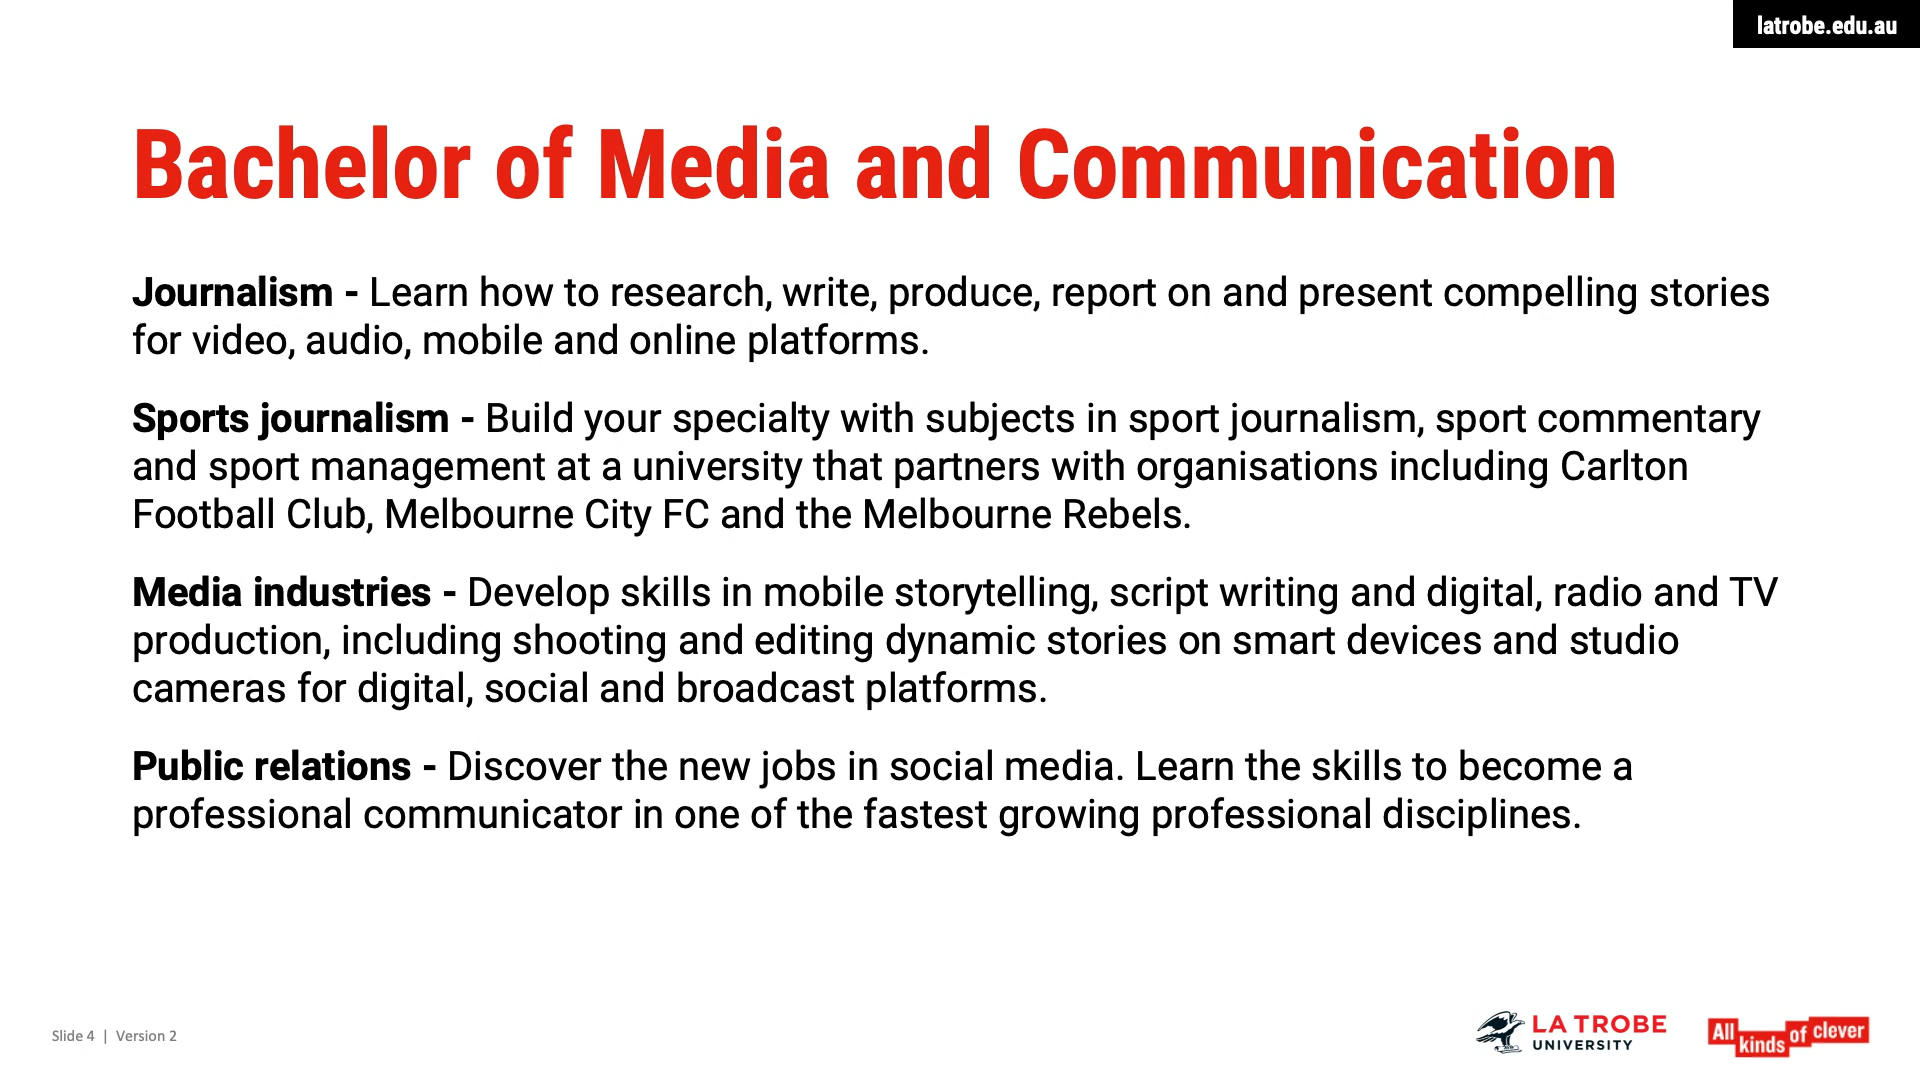 latrobe.edu.au
Bachelor of Media and Communication
Journalism - Learn how to research, write, produce, report on and present compelling stories
for video, audio, mobile and online platforms.
Sports journalism - Build your specialty with subjects in sport journalism, sport commentary
and sport management at a university that partners with organisations including Carlton
Football Club, Melbourne City FC and the Melbourne Rebels.
Media industries - Develop skills in mobile storytelling, script writing and digital, radio and TV
production, including shooting and editing dynamic stories on smart devices and studio
cameras for digital, social and broadcast platforms.
Public relations - Discover the new jobs in social media. Learn the skills to become a
professional communicator in one of the fastest growing professional disciplines.
Slide 4 | Version 2
LA TROBE
UNIVERSITY
All kinds of clever